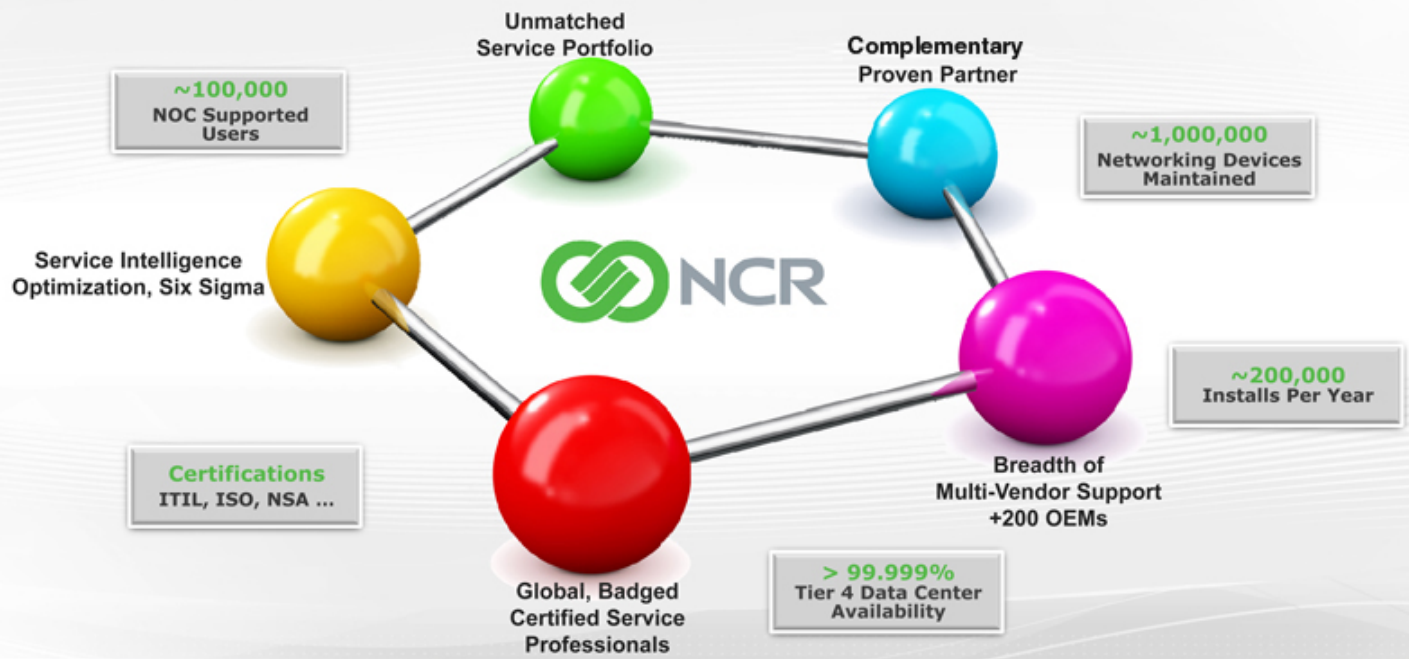 Unmatched
Service Portfolio
Complementary
Proven Partner
~100,000
NOC Supported
Users
~1,000,000
Networking Devices
Maintained
Service Intelligence
Optimization, Six Sigma
NCR
~200,000
Installs Per Year
Certifications
ITIL, ISO, NSA ...
Breadth of
Multi-Vendor Support
+200 OEMs
> 99.999%
Tier 4 Data Center
Availability
Global, Badged
Certified Service
Professionals